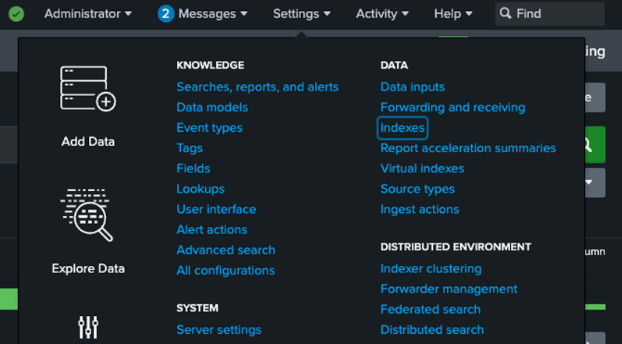 Administrator 2 Messages Settings Activity Help Find
ing
KNOWLEDGE
Searches, reports, and alerts
Data models
Event types
Tags
Fields
Lookups
User interface
Alert actions
Advanced search
All configurations
SYSTEM
Server settings
DATA
Data inputs
Forwarding and receiving
Indexes
Report acceleration summaries
Virtual indexes
Source types
Ingest actions
DISTRIBUTED ENVIRONMENT
Indexer clustering
Forwarder management
Federated search
Distributed search
Add Data
Explore Data
e
umn